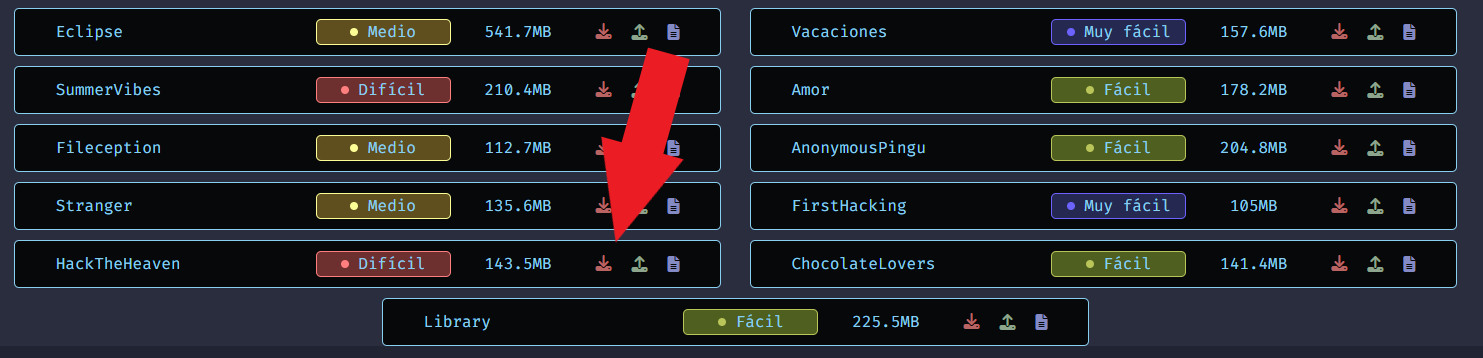 Eclipse Medio 541.7MB
Vacaciones Muy fácil 157.6MB
SummerVibes Difícil 210.4MB
Amor Fácil 178.2MB
Fileception Medio 112.7MB
AnonymousPingu Fácil 204.8MB
Stranger Medio 135.6MB
FirstHacking Muy fácil 105MB
HackTheHeaven Difícil 143.5MB
ChocolateLovers Fácil 141.4MB
Library Fácil 225.5MB